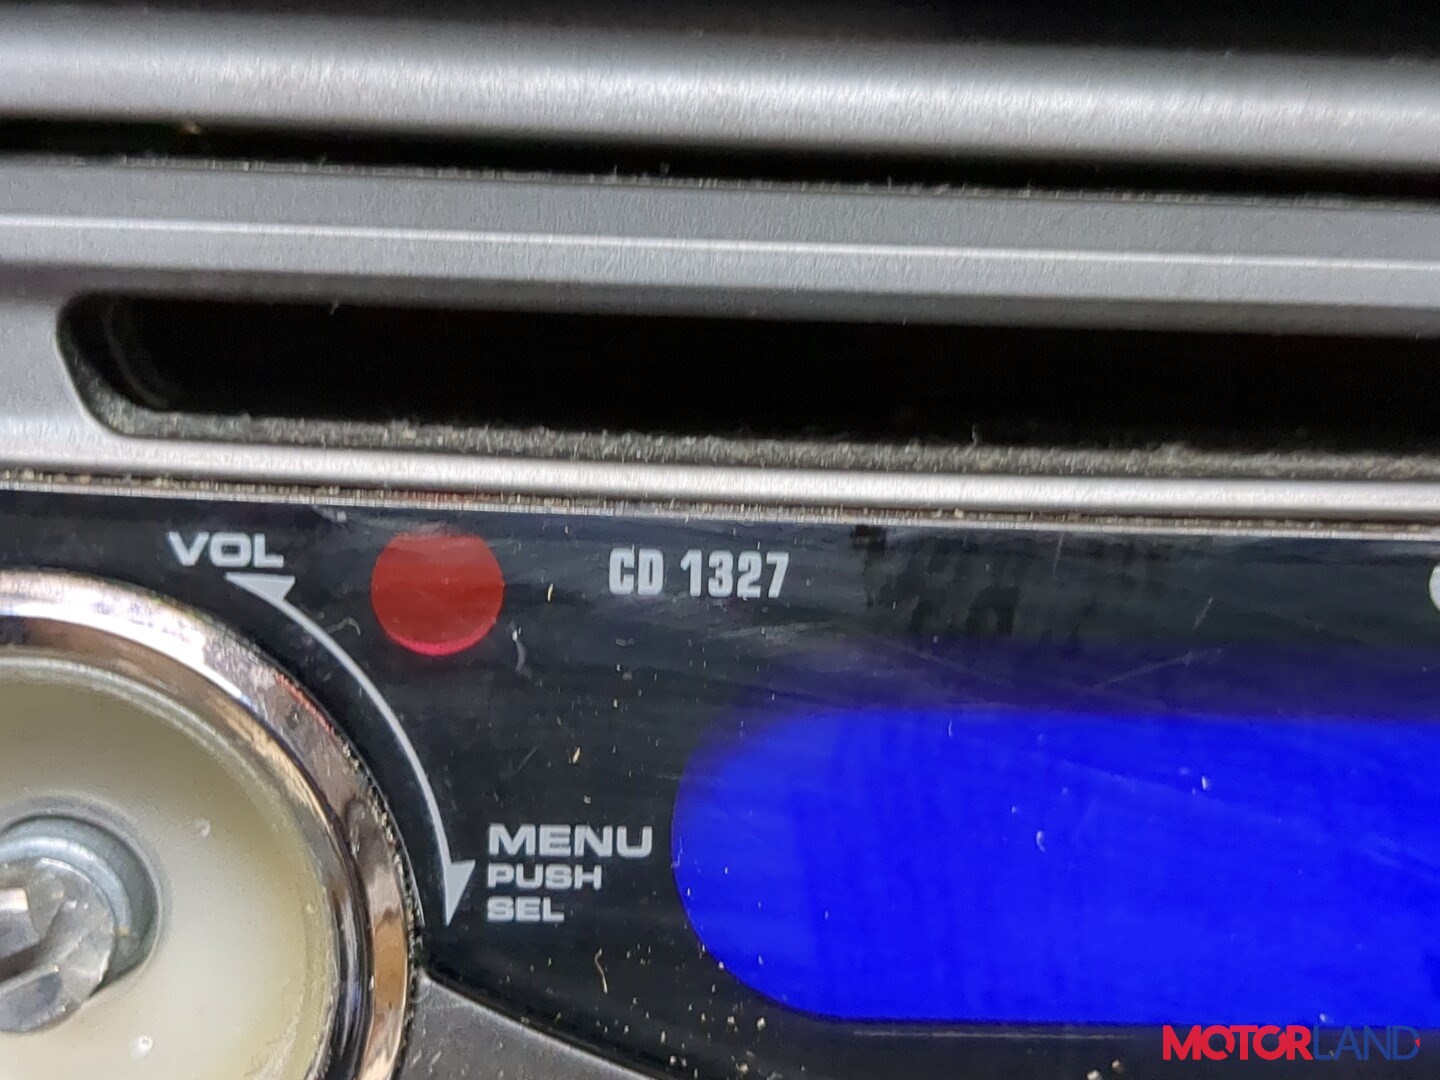 VOL
CD 1327
MENU
PUSH
SEL
MOTORLAND